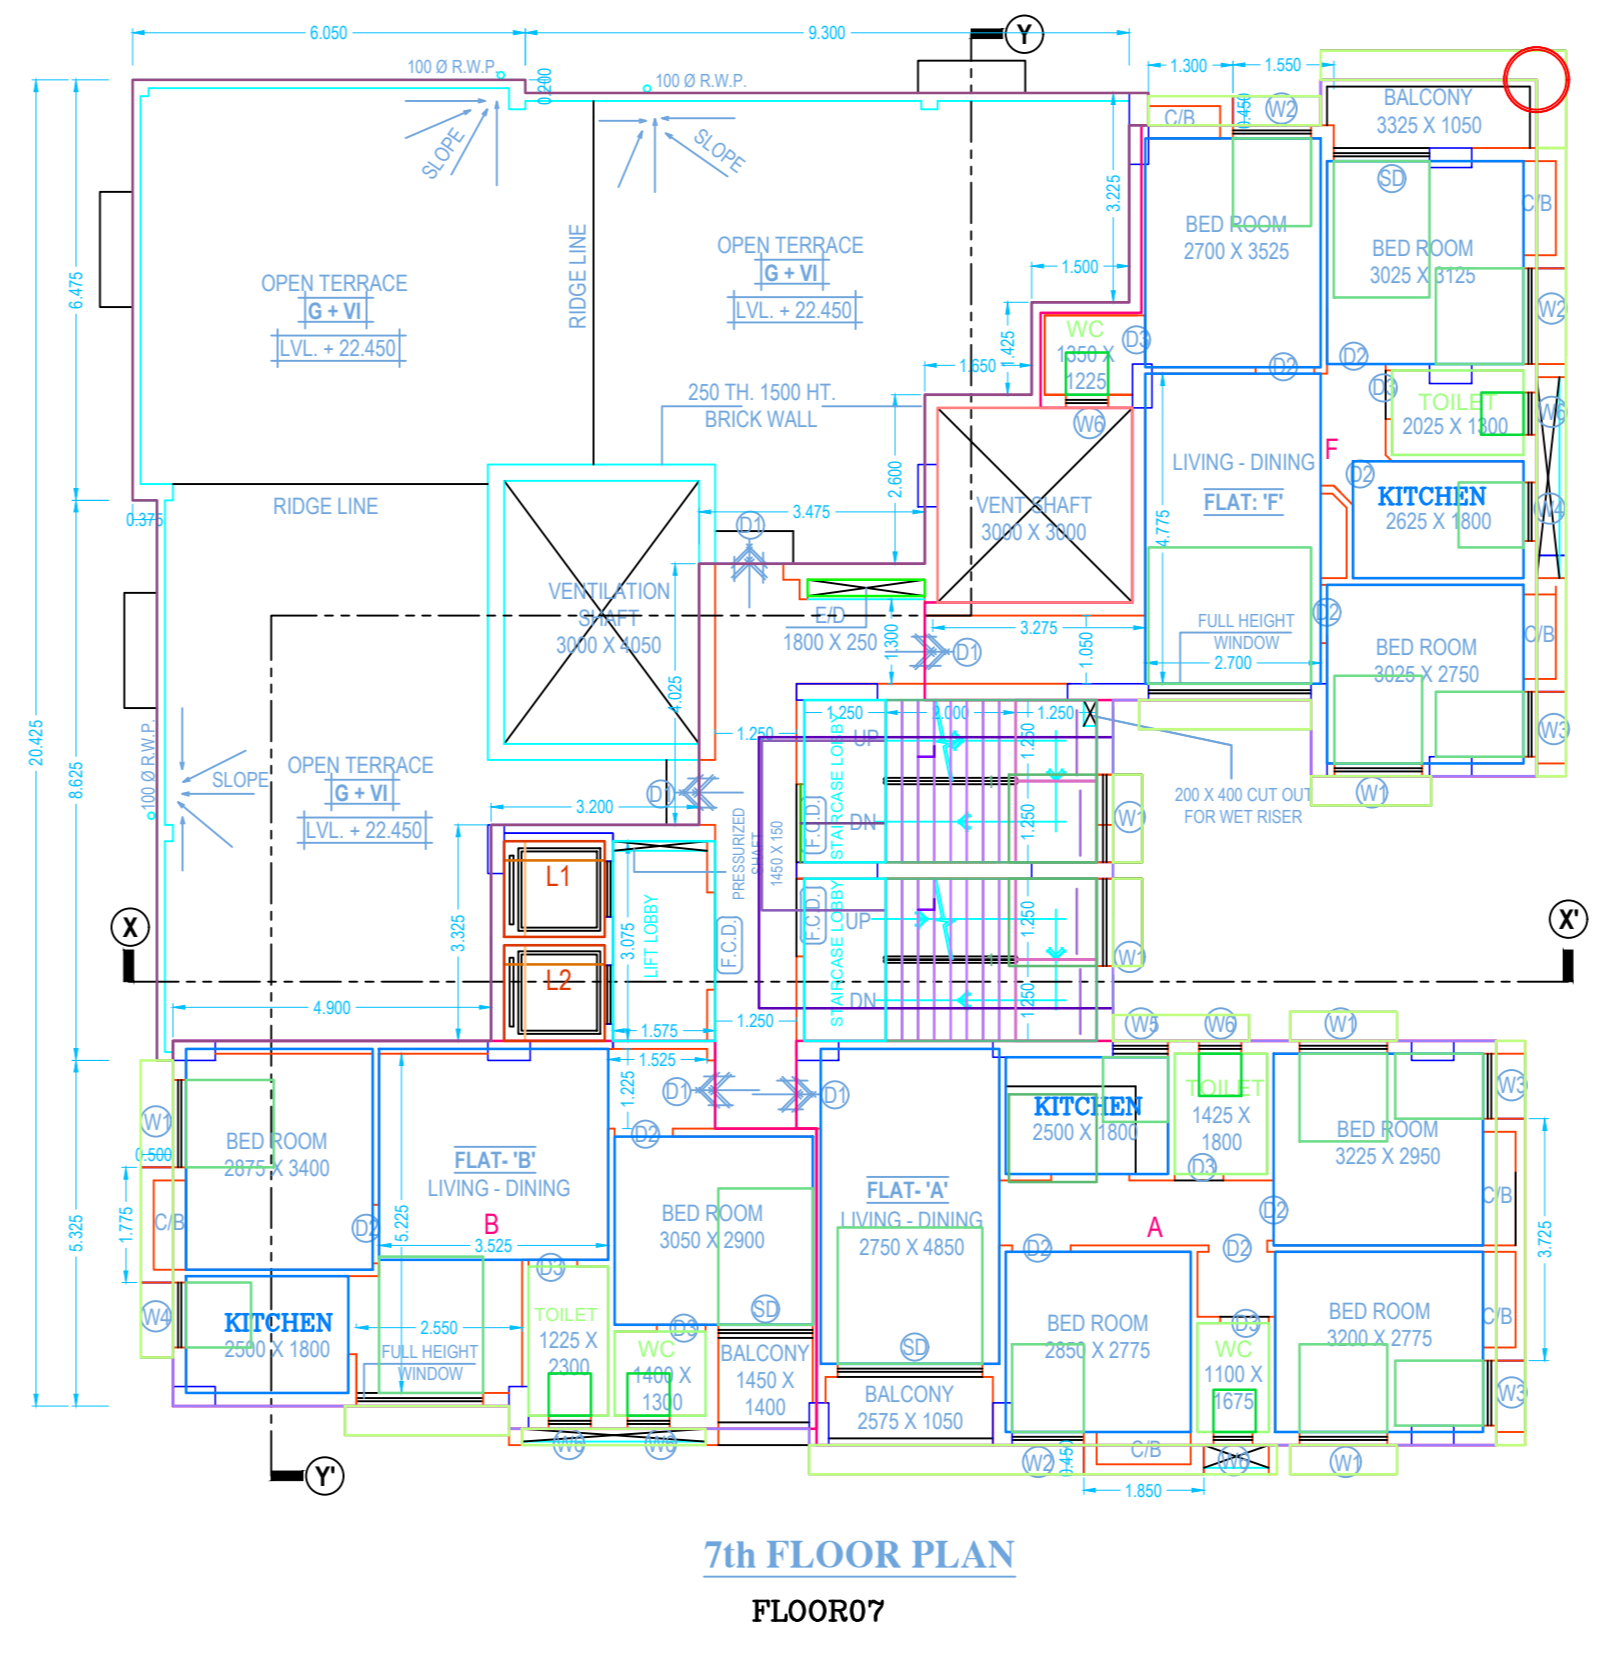 6.050
9.300
Y
100 Ø R.W.P.
0.200
100 Ø R.W.P.
1.300
1.550
C/B
0.450
W2
BALCONY
3325 X 1050
SLOPE
SLOPE
SD
C/B
3.225
RIDGE LINE
BED ROOM
2700 X 3525
BED ROOM
3025 X 3125
OPEN TERRACE
G + VI
LVL. + 22.450
OPEN TERRACE
G + VI
LVL. + 22.450
1.500
6.475
W2
WC
1350 X
1225
D3
D2
D2
1.425
1.650
D3
TOILET
2025 X 1300
W6
250 TH. 1500 HT.
BRICK WALL
W6
F
LIVING - DINING
FLAT: 'F'
D2
KITCHEN
2625 X 1800
W4
2.600
4.775
RIDGE LINE
0.375
3.475
D1
VENT SHAFT
3000 X 3000
VENTILATION
SHAFT
3000 X 4050
E/D
1800 X 250
1.300
3.275
1.050
D1
FULL HEIGHT
WINDOW
2.700
D2
BED ROOM
3025 X 2750
C/B
20.425
8.625
4.025
1.250
1.250
2.000
1.250
UP
1.250
W3
100 Ø R.W.P.
SLOPE
OPEN TERRACE
G + VI
LVL. + 22.450
D1
3.200
PRESSURIZED
SHAFT
1450 X 150
F.C.D.
STAIRCASE LOBBY
DN
1.250
W1
200 X 400 CUT OUT
FOR WET RISER
W1
L1
L2
3.325
3.075
LIFT LOBBY
F.C.D.
F.C.D.
STAIRCASE LOBBY
UP
1.250
W1
DN
1.250
X
X'
4.900
1.575
1.250
W5
W6
W1
1.525
1.225
D1
D1
W1
0.500
BED ROOM
2875 X 3400
5.225
FLAT- 'B'
LIVING - DINING
B
3.525
D2
BED ROOM
3050 X 2900
FLAT- 'A'
LIVING - DINING
2750 X 4850
KITCHEN
2500 X 1800
TOILET
1425 X
1800
D3
BED ROOM
3225 X 2950
W3
C/B
1.775
C/B
D2
5.325
A
D2
D2
D2
3.725
W4
KITCHEN
2500 X 1800
2.550
FULL HEIGHT
WINDOW
D3
TOILET
1225 X
2300
D3
WC
1400 X
1300
SD
BALCONY
1450 X
1400
SD
BALCONY
2575 X 1050
BED ROOM
2850 X 2775
D3
WC
1100 X
1675
BED ROOM
3200 X 2775
C/B
W3
W6
W6
W2
0.450
C/B
W6
W1
1.850
Y'
7th FLOOR PLAN
FLOOR07